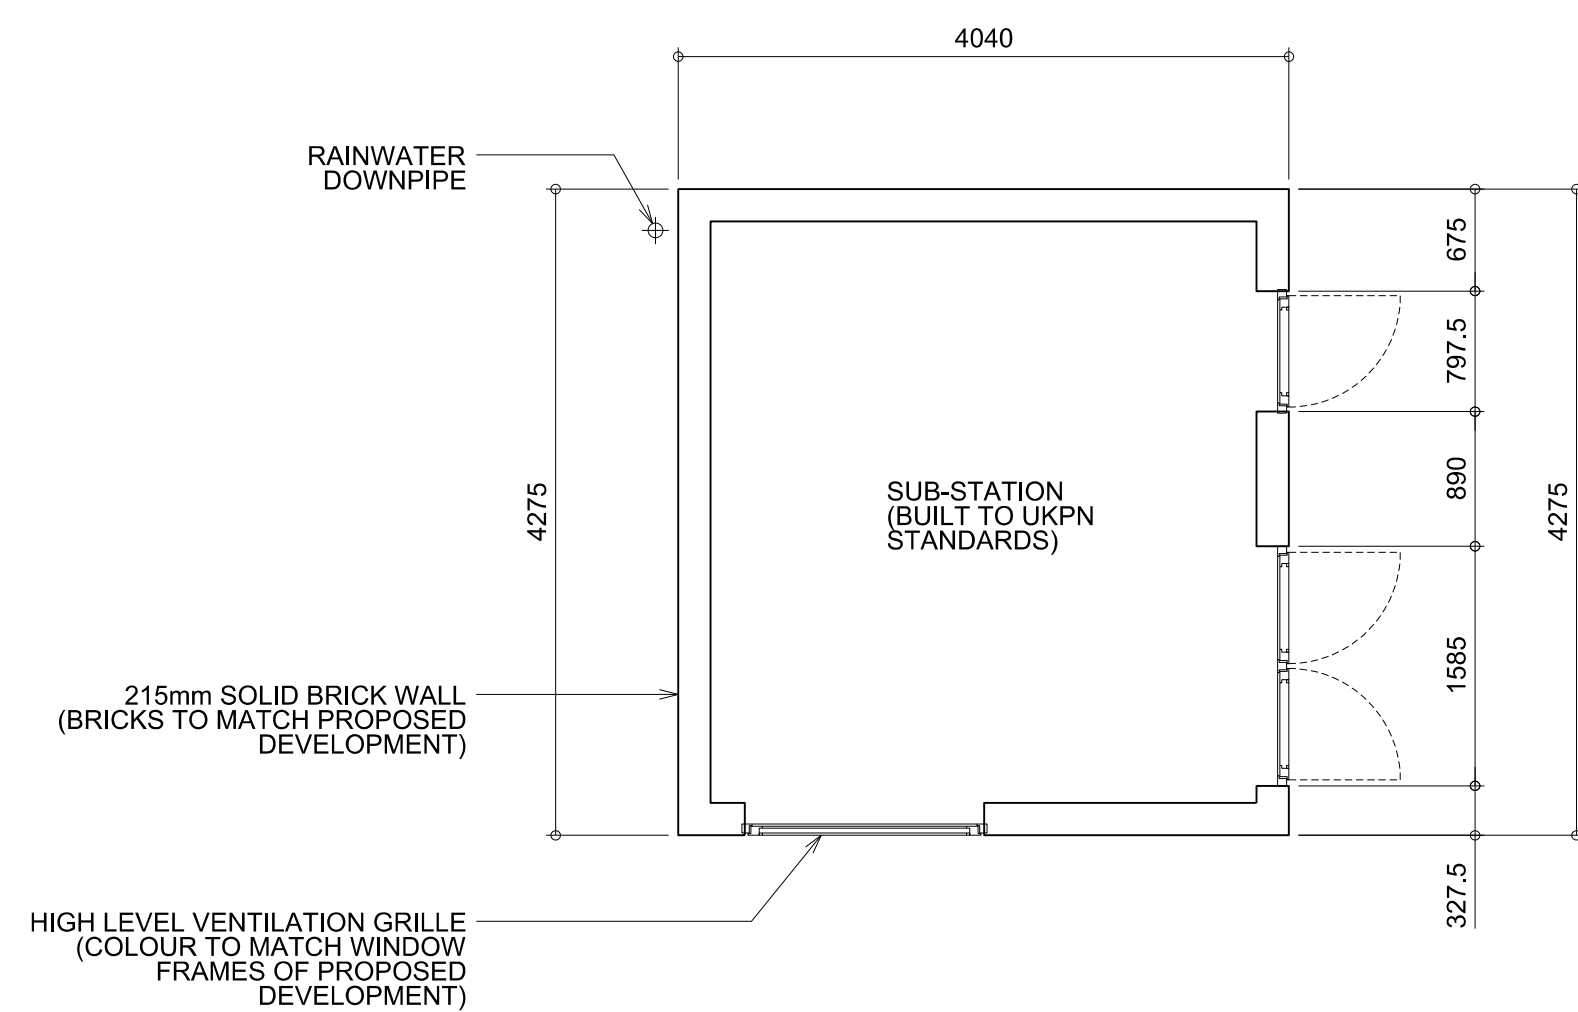 4040
RAINWATER
DOWNPIPE
675
797.5
890
1585
327.5
4275
4275
SUB-STATION
(BUILT TO UKPN
STANDARDS)
215mm SOLID BRICK WALL
(BRICKS TO MATCH PROPOSED
DEVELOPMENT)
HIGH LEVEL VENTILATION GRILLE
(COLOUR TO MATCH WINDOW
FRAMES OF PROPOSED
DEVELOPMENT)